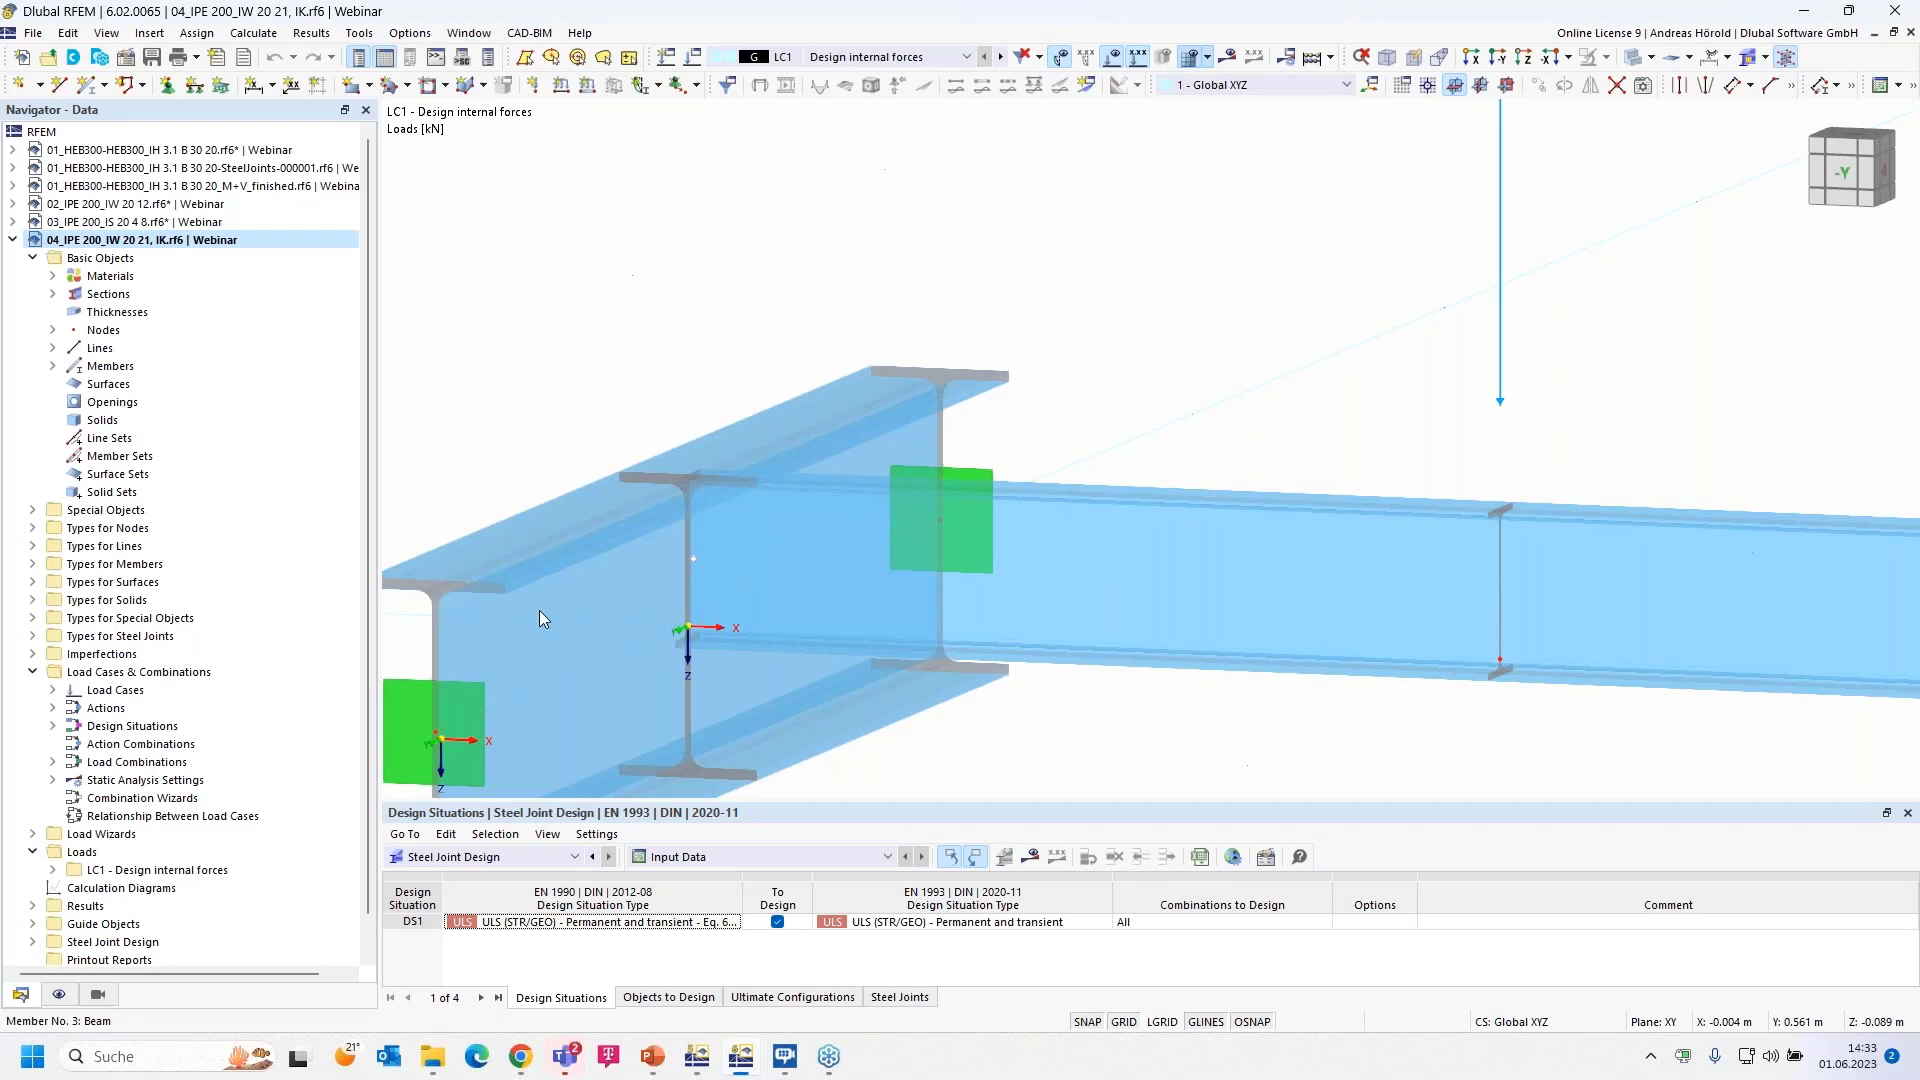 Dlubal RFEM | 6.02.0065 | 04_IPE 200_IW 20 21, IK.rf6 | Webinar
File Edit View Insert Assign Calculate Results Tools Options Window CAD-BIM Help
Online License 9 | Andreas Hörold | Dlubal Software GmbH
G LC1 Design internal forces
1 - Global XYZ
Navigator - Data
RFEM
01_HEB300-HEB300_IH 3.1 B 30 20.rf6* | Webinar
01_HEB300-HEB300_IH 3.1 B 30 20-SteelJoints-000001.rf6 | We
01_HEB300-HEB300_IH 3.1 B 30 20_M+V_finished.rf6 | Webina
02_IPE 200_IW 20 12.rf6* | Webinar
03_IPE 200_IS 20 4 8.rf6* | Webinar
04_IPE 200_IW 20 21, IK.rf6 | Webinar
Basic Objects
Materials
Sections
Thicknesses
Nodes
Lines
Members
Surfaces
Openings
Solids
Line Sets
Member Sets
Surface Sets
Solid Sets
Special Objects
Types for Nodes
Types for Lines
Types for Members
Types for Surfaces
Types for Solids
Types for Special Objects
Types for Steel Joints
Imperfections
Load Cases & Combinations
Load Cases
Actions
Design Situations
Action Combinations
Load Combinations
Static Analysis Settings
Combination Wizards
Relationship Between Load Cases
Load Wizards
Loads
LC1 - Design internal forces
Calculation Diagrams
Results
Guide Objects
Steel Joint Design
Printout Reports
LC1 - Design internal forces
Loads [kN]
-Y
X
Y
Z
X
Y
Z
Design Situations | Steel Joint Design | EN 1993 | DIN | 2020-11
Go To Edit Selection View Settings
Steel Joint Design Input Data
Design
Situation
EN 1990 | DIN | 2012-08
Design Situation Type
To
Design
EN 1993 | DIN | 2020-11
Design Situation Type
Combinations to Design
Options
Comment
DS1 ULS ULS (STR/GEO) - Permanent and transient - Eq. 6... ULS ULS (STR/GEO) - Permanent and transient All
1 of 4 Design Situations Objects to Design Ultimate Configurations Steel Joints
Member No. 3: Beam
SNAP GRID LGRID GLINES OSNAP
CS: Global XYZ Plane: XY X: -0.004 m Y: 0.561 m Z: -0.089 m
Suche
21°
2
14:33
01.06.2023
2